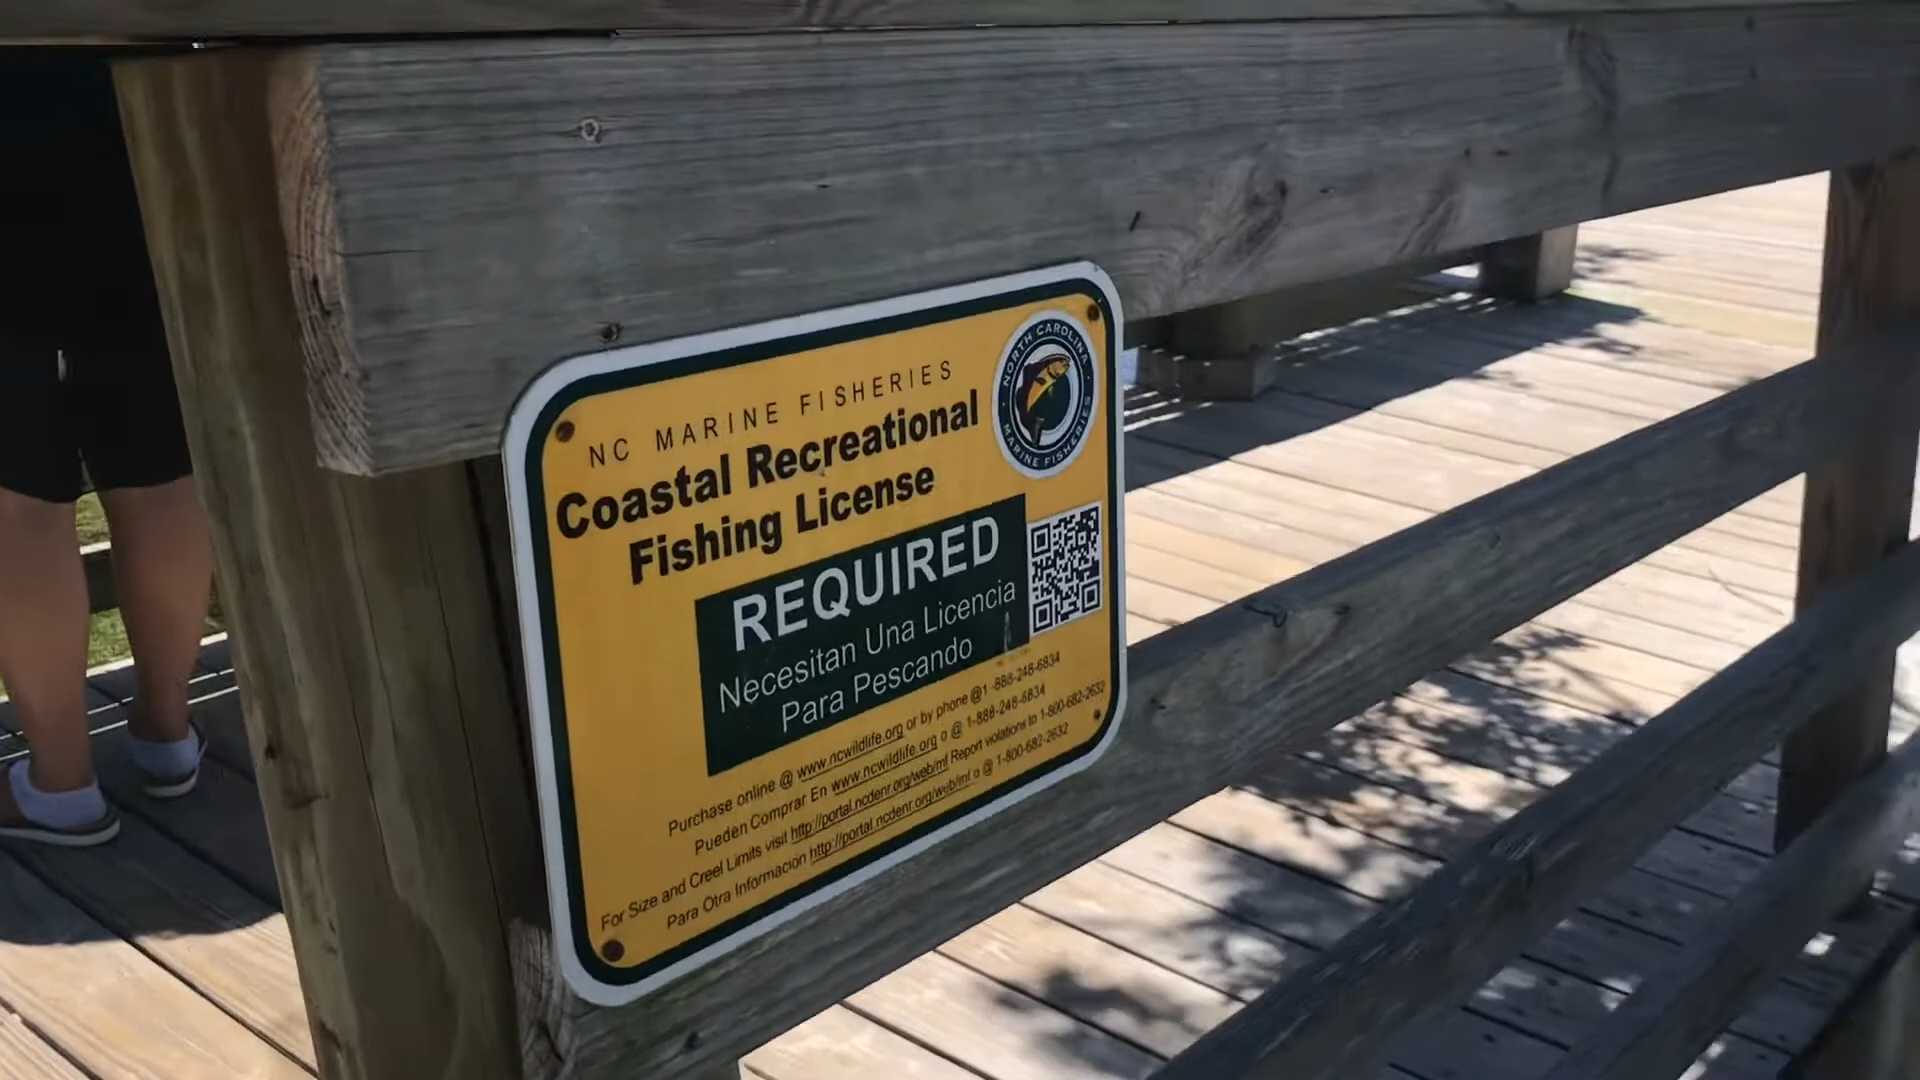 NC MARINE FISHERIES
Coastal Recreational
Fishing License
NORTH CAROLINA
MARINE FISHERIES
REQUIRED
Necesitan Una Licencia
Para Pescando
Purchase online @ www.ncwildlife.org or by phone @1-888-248-6834
Pueden Comprar En www.ncwildlife.org o @ 1-888-248-6834
For Size and Creel Limits visit http://portal.ncdenr.org/web/mf Report violations to 1-800-682-2632
Para Otra Información http://portal.ncdenr.org/web/mf o @ 1-800-682-2632